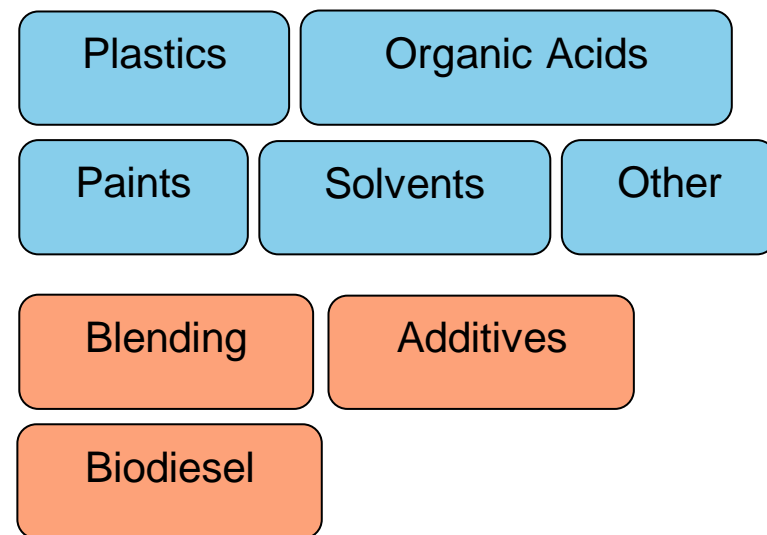 Plastics Organic Acids
Paints Solvents Other
Blending Additives
Biodiesel